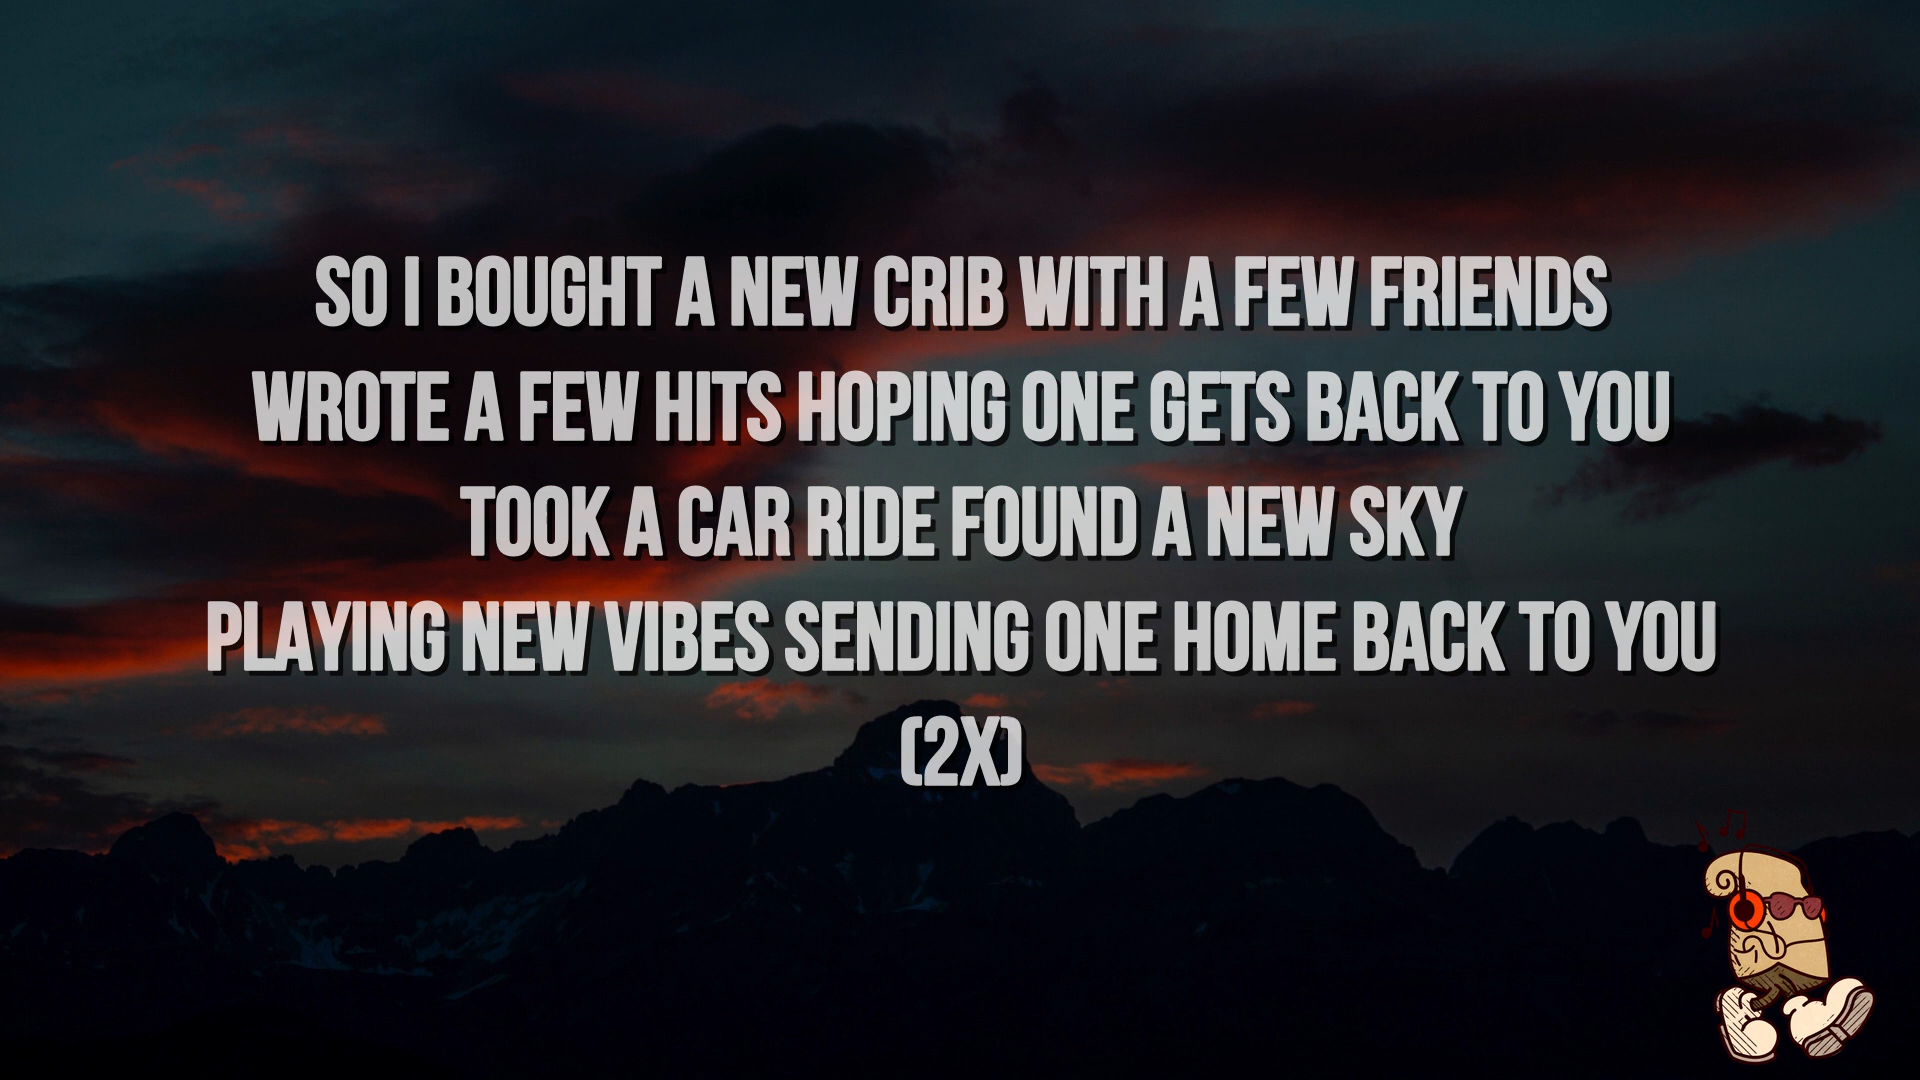 SO I BOUGHT A NEW CRIB WITH A FEW FRIENDS
WROTE A FEW HITS HOPING ONE GETS BACK TO YOU
TOOK A CAR RIDE FOUND A NEW SKY
PLAYING NEW VIBES SENDING ONE HOME BACK TO YOU
(2X)